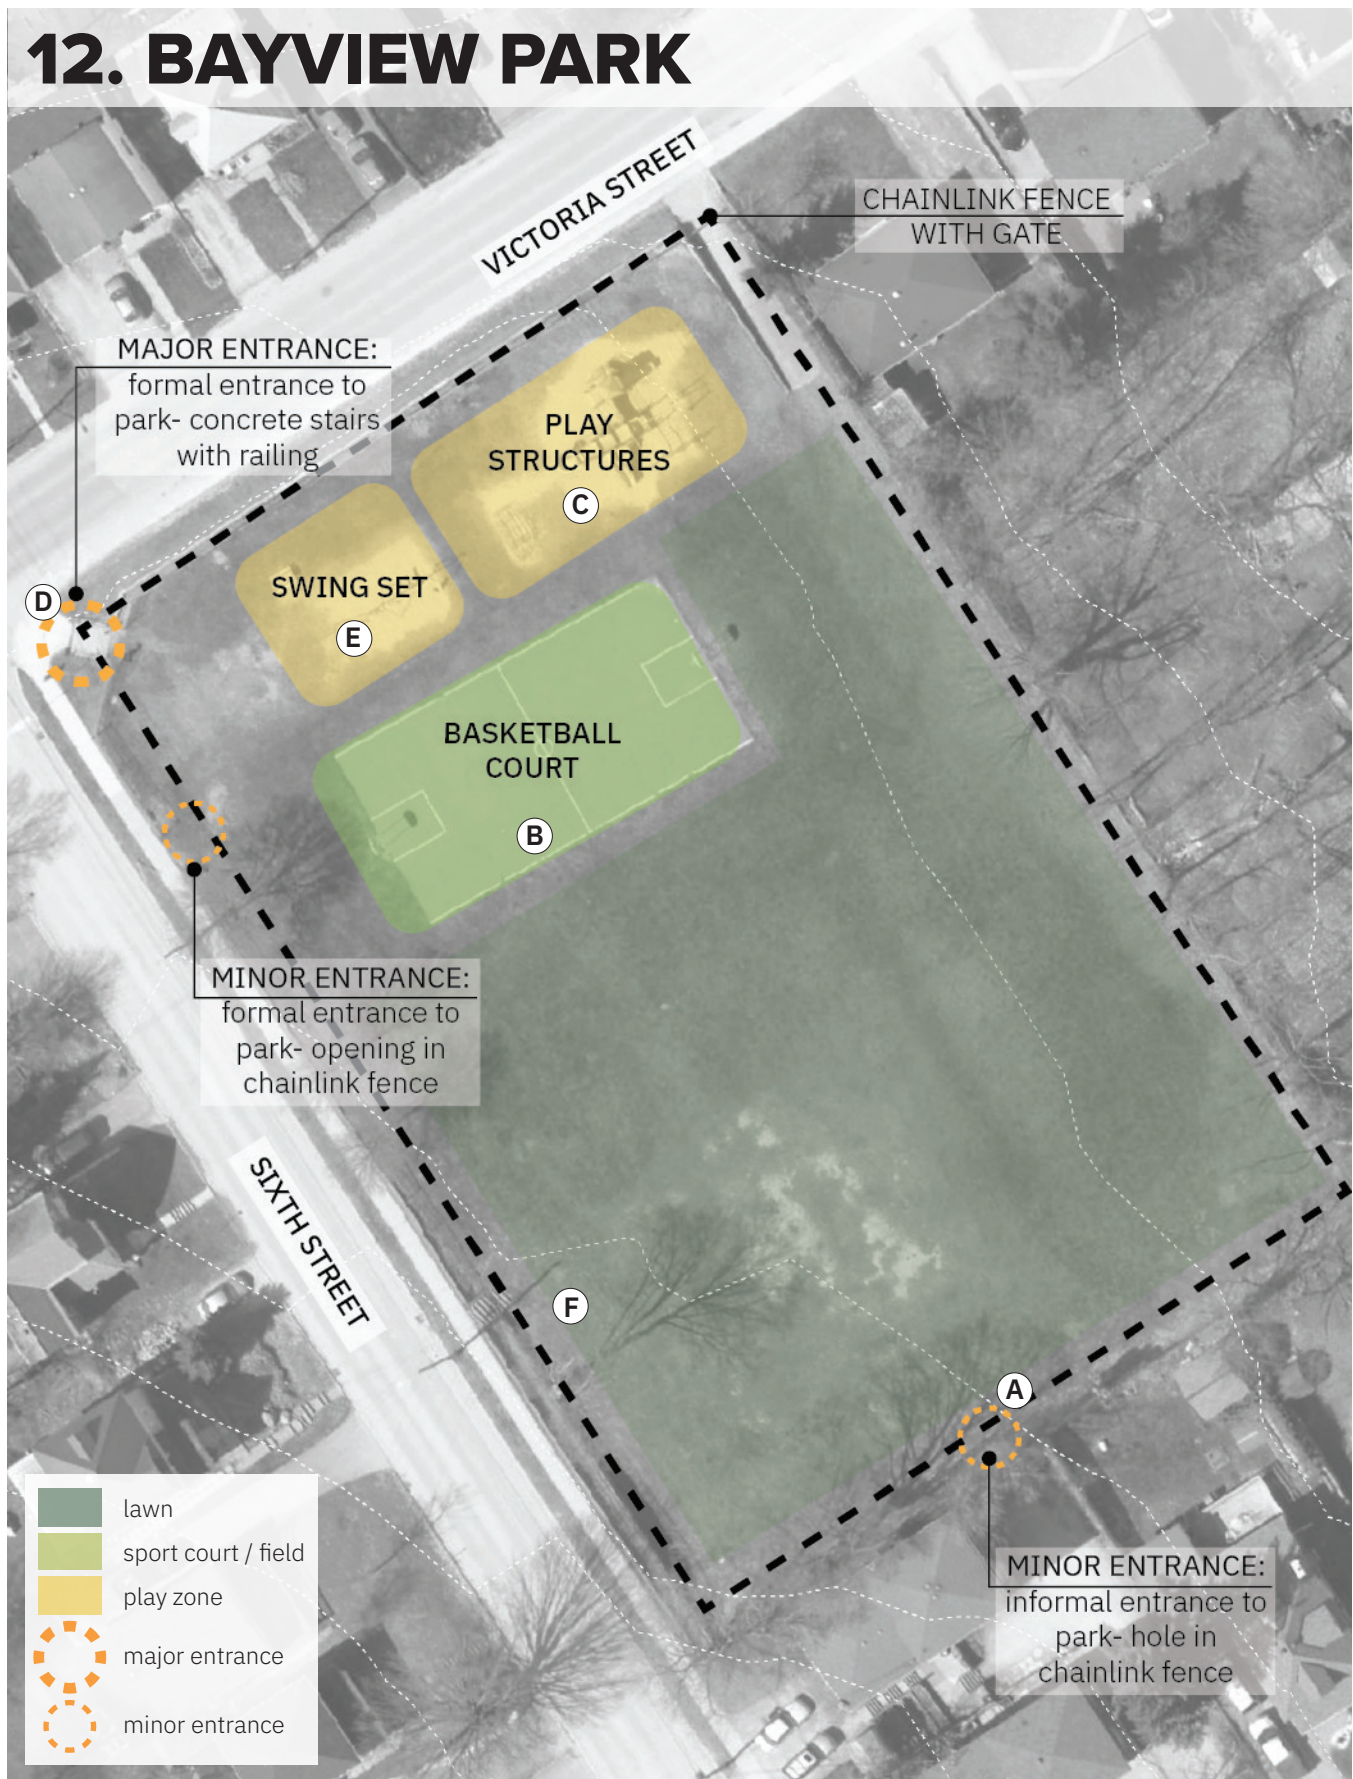 12. BAYVIEW PARK
VICTORIA STREET
CHAINLINK FENCE
WITH GATE
MAJOR ENTRANCE:
formal entrance to
park- concrete stairs
with railing
PLAY
STRUCTURES
C
D
SWING SET
E
BASKETBALL
COURT
B
MINOR ENTRANCE:
formal entrance to
park- opening in
chainlink fence
SIXTH STREET
F
A
MINOR ENTRANCE:
informal entrance to
park- hole in
chainlink fence
lawn
sport court / field
play zone
major entrance
minor entrance